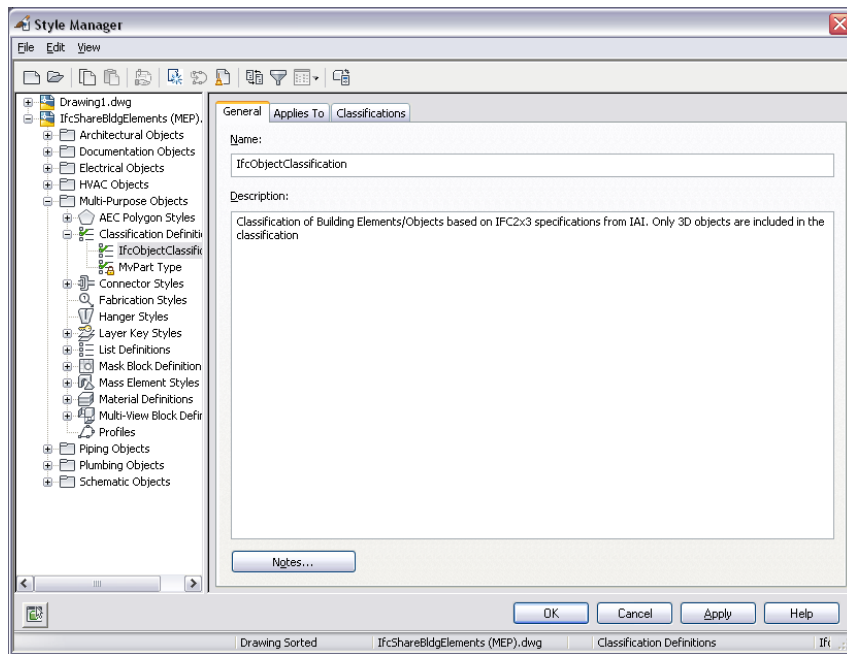 Style Manager
File Edit View
Drawing1.dwg
IfcShareBldgElements (MEP).
Architectural Objects
Documentation Objects
Electrical Objects
HVAC Objects
Multi-Purpose Objects
AEC Polygon Styles
Classification Definiti
IfcObjectClassific
MvPart Type
Connector Styles
Fabrication Styles
Hanger Styles
Layer Key Styles
List Definitions
Mask Block Definition
Mass Element Styles
Material Definitions
Multi-View Block Defir
Profiles
Piping Objects
Plumbing Objects
Schematic Objects
General Applies To Classifications
Name:
IfcObjectClassification
Description:
Classification of Building Elements/Objects based on IFC2x3 specifications from IAI. Only 3D objects are included in the
classification
Notes...
OK Cancel Apply Help
Drawing Sorted IfcShareBldgElements (MEP).dwg Classification Definitions Ifc